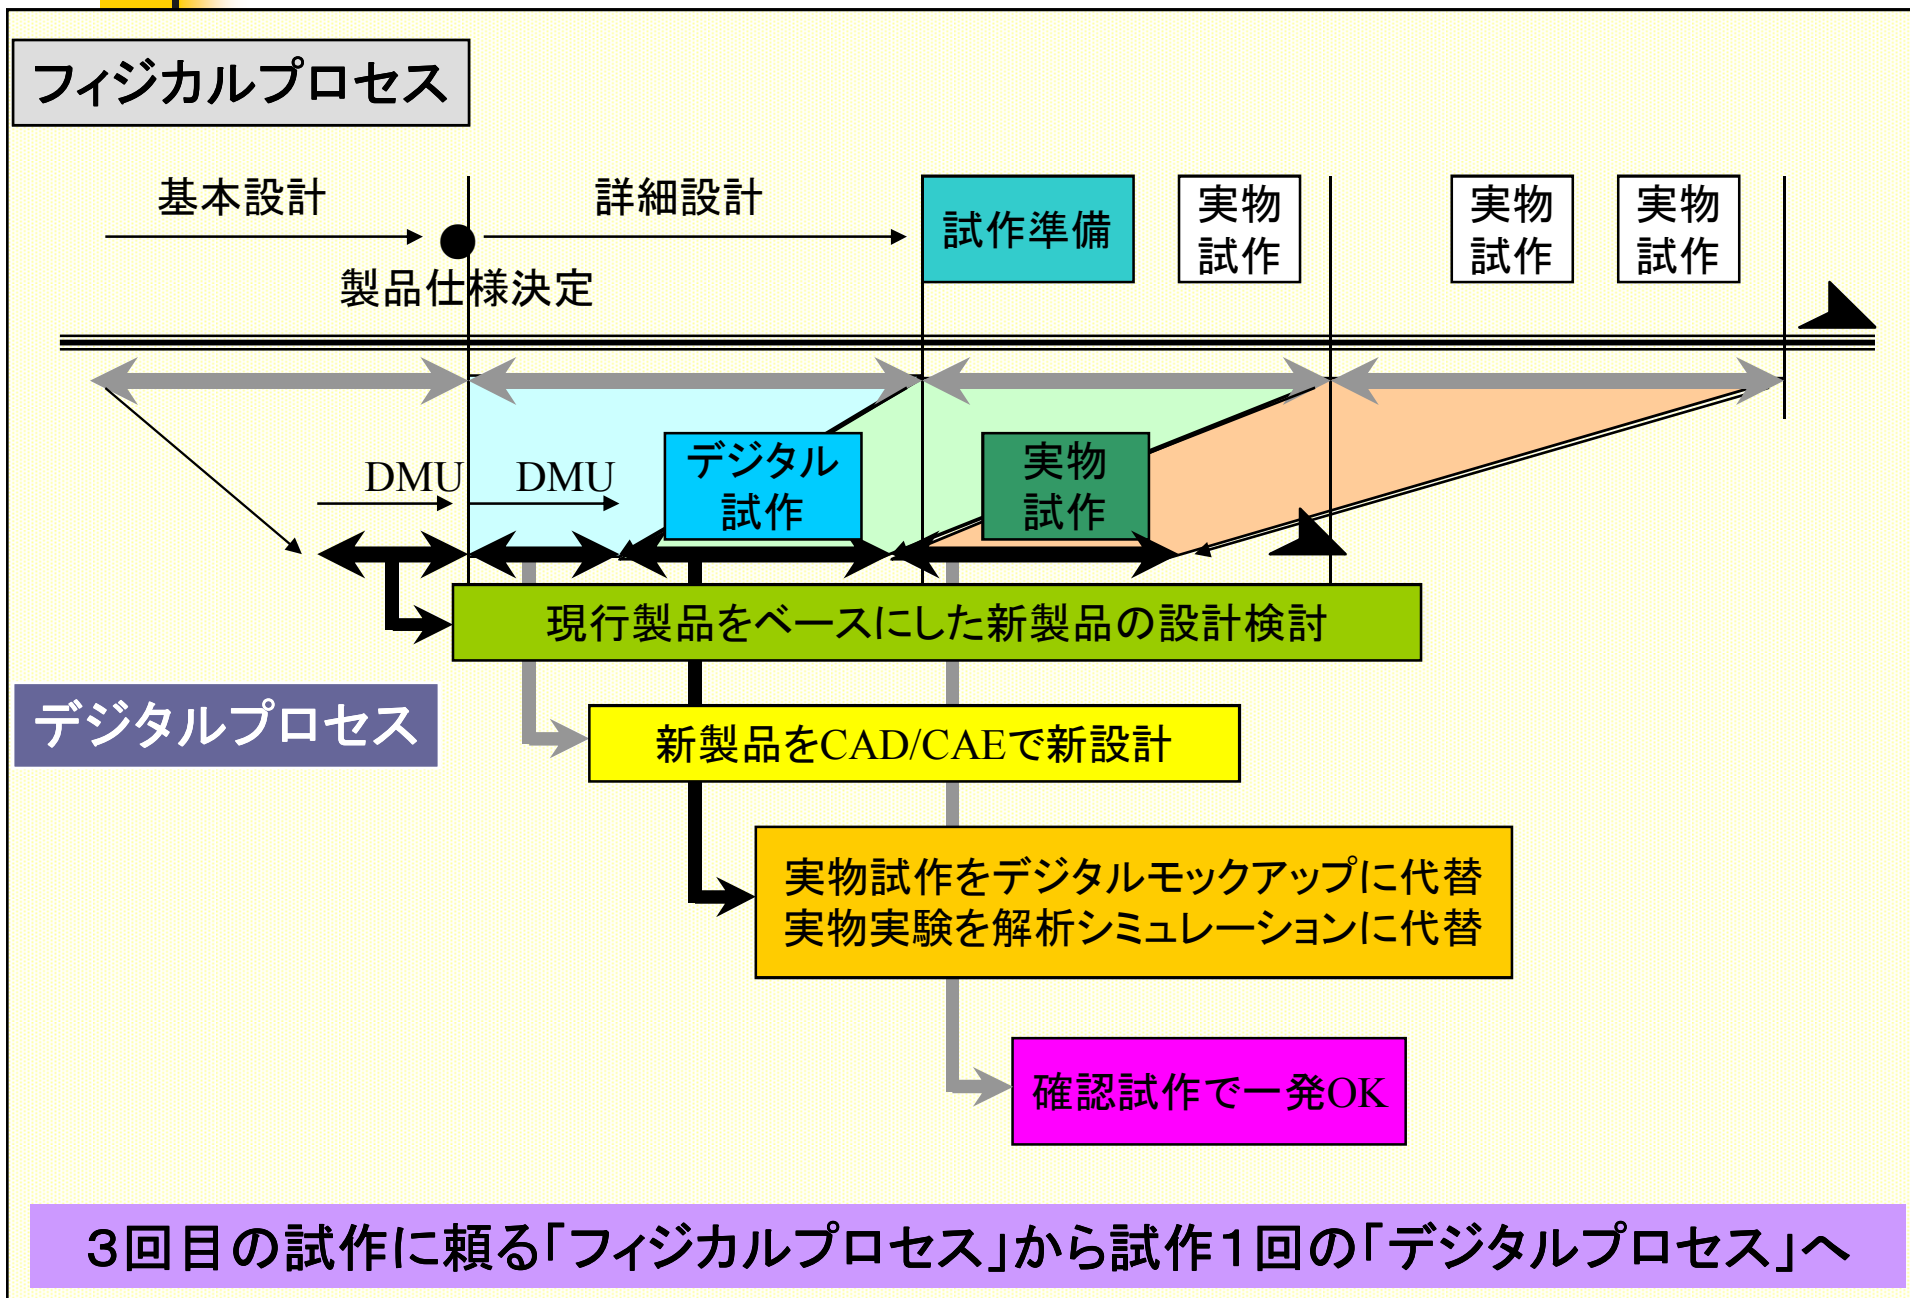 フィジカルプロセス
基本設計
詳細設計
試作準備
実物
試作
実物
試作
実物
試作
製品仕様決定
DMU
DMU
デジタル
試作
実物
試作
現行製品をベースにした新製品の設計検討
デジタルプロセス
新製品をCAD/CAEで新設計
実物試作をデジタルモックアップに代替
実物実験を解析シミュレーションに代替
確認試作で一発OK
3回目の試作に頼る「フィジカルプロセス」から試作1回の「デジタルプロセス」へ